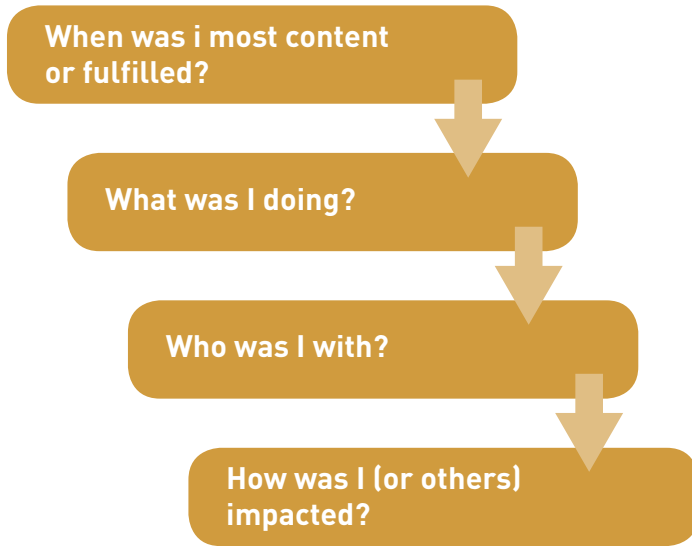 When was i most content
or fulfilled?
What was I doing?
Who was I with?
How was I (or others)
impacted?